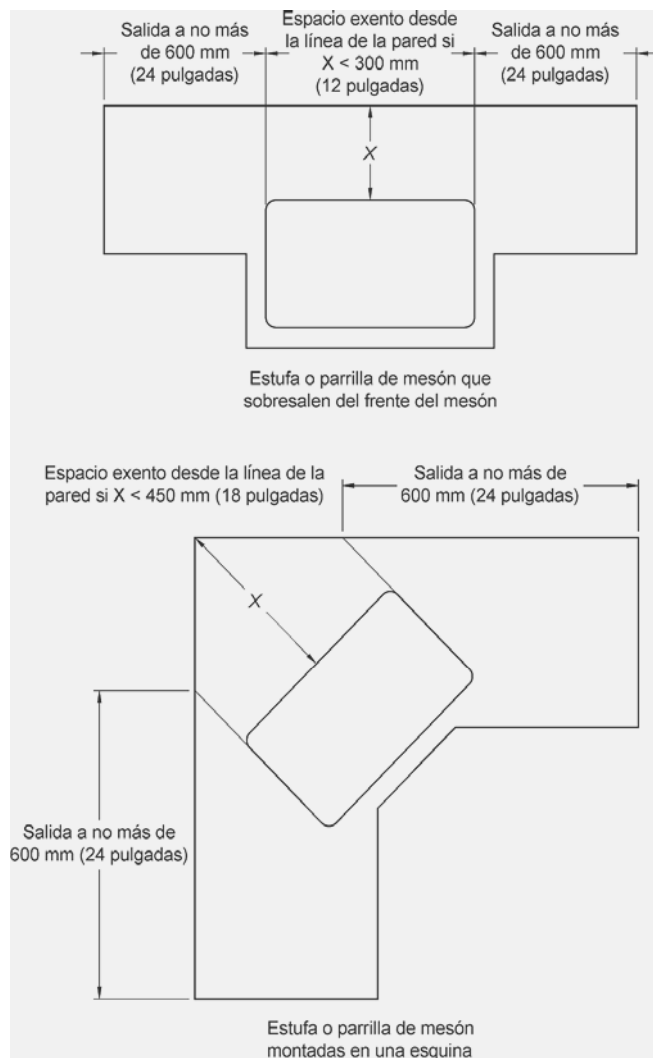 Salida a no más
de 600 mm
(24 pulgadas)
Espacio exento desde
la línea de la pared si
X < 300 mm
(12 pulgadas)
Salida a no más
de 600 mm
(24 pulgadas)
X
Estufa o parrilla de mesón que
sobresalen del frente del mesón
Espacio exento desde la línea de la
pared si X < 450 mm (18 pulgadas)
Salida a no más de
600 mm (24 pulgadas)
X
Salida a no más de
600 mm (24 pulgadas)
Estufa o parrilla de mesón
montadas en una esquina